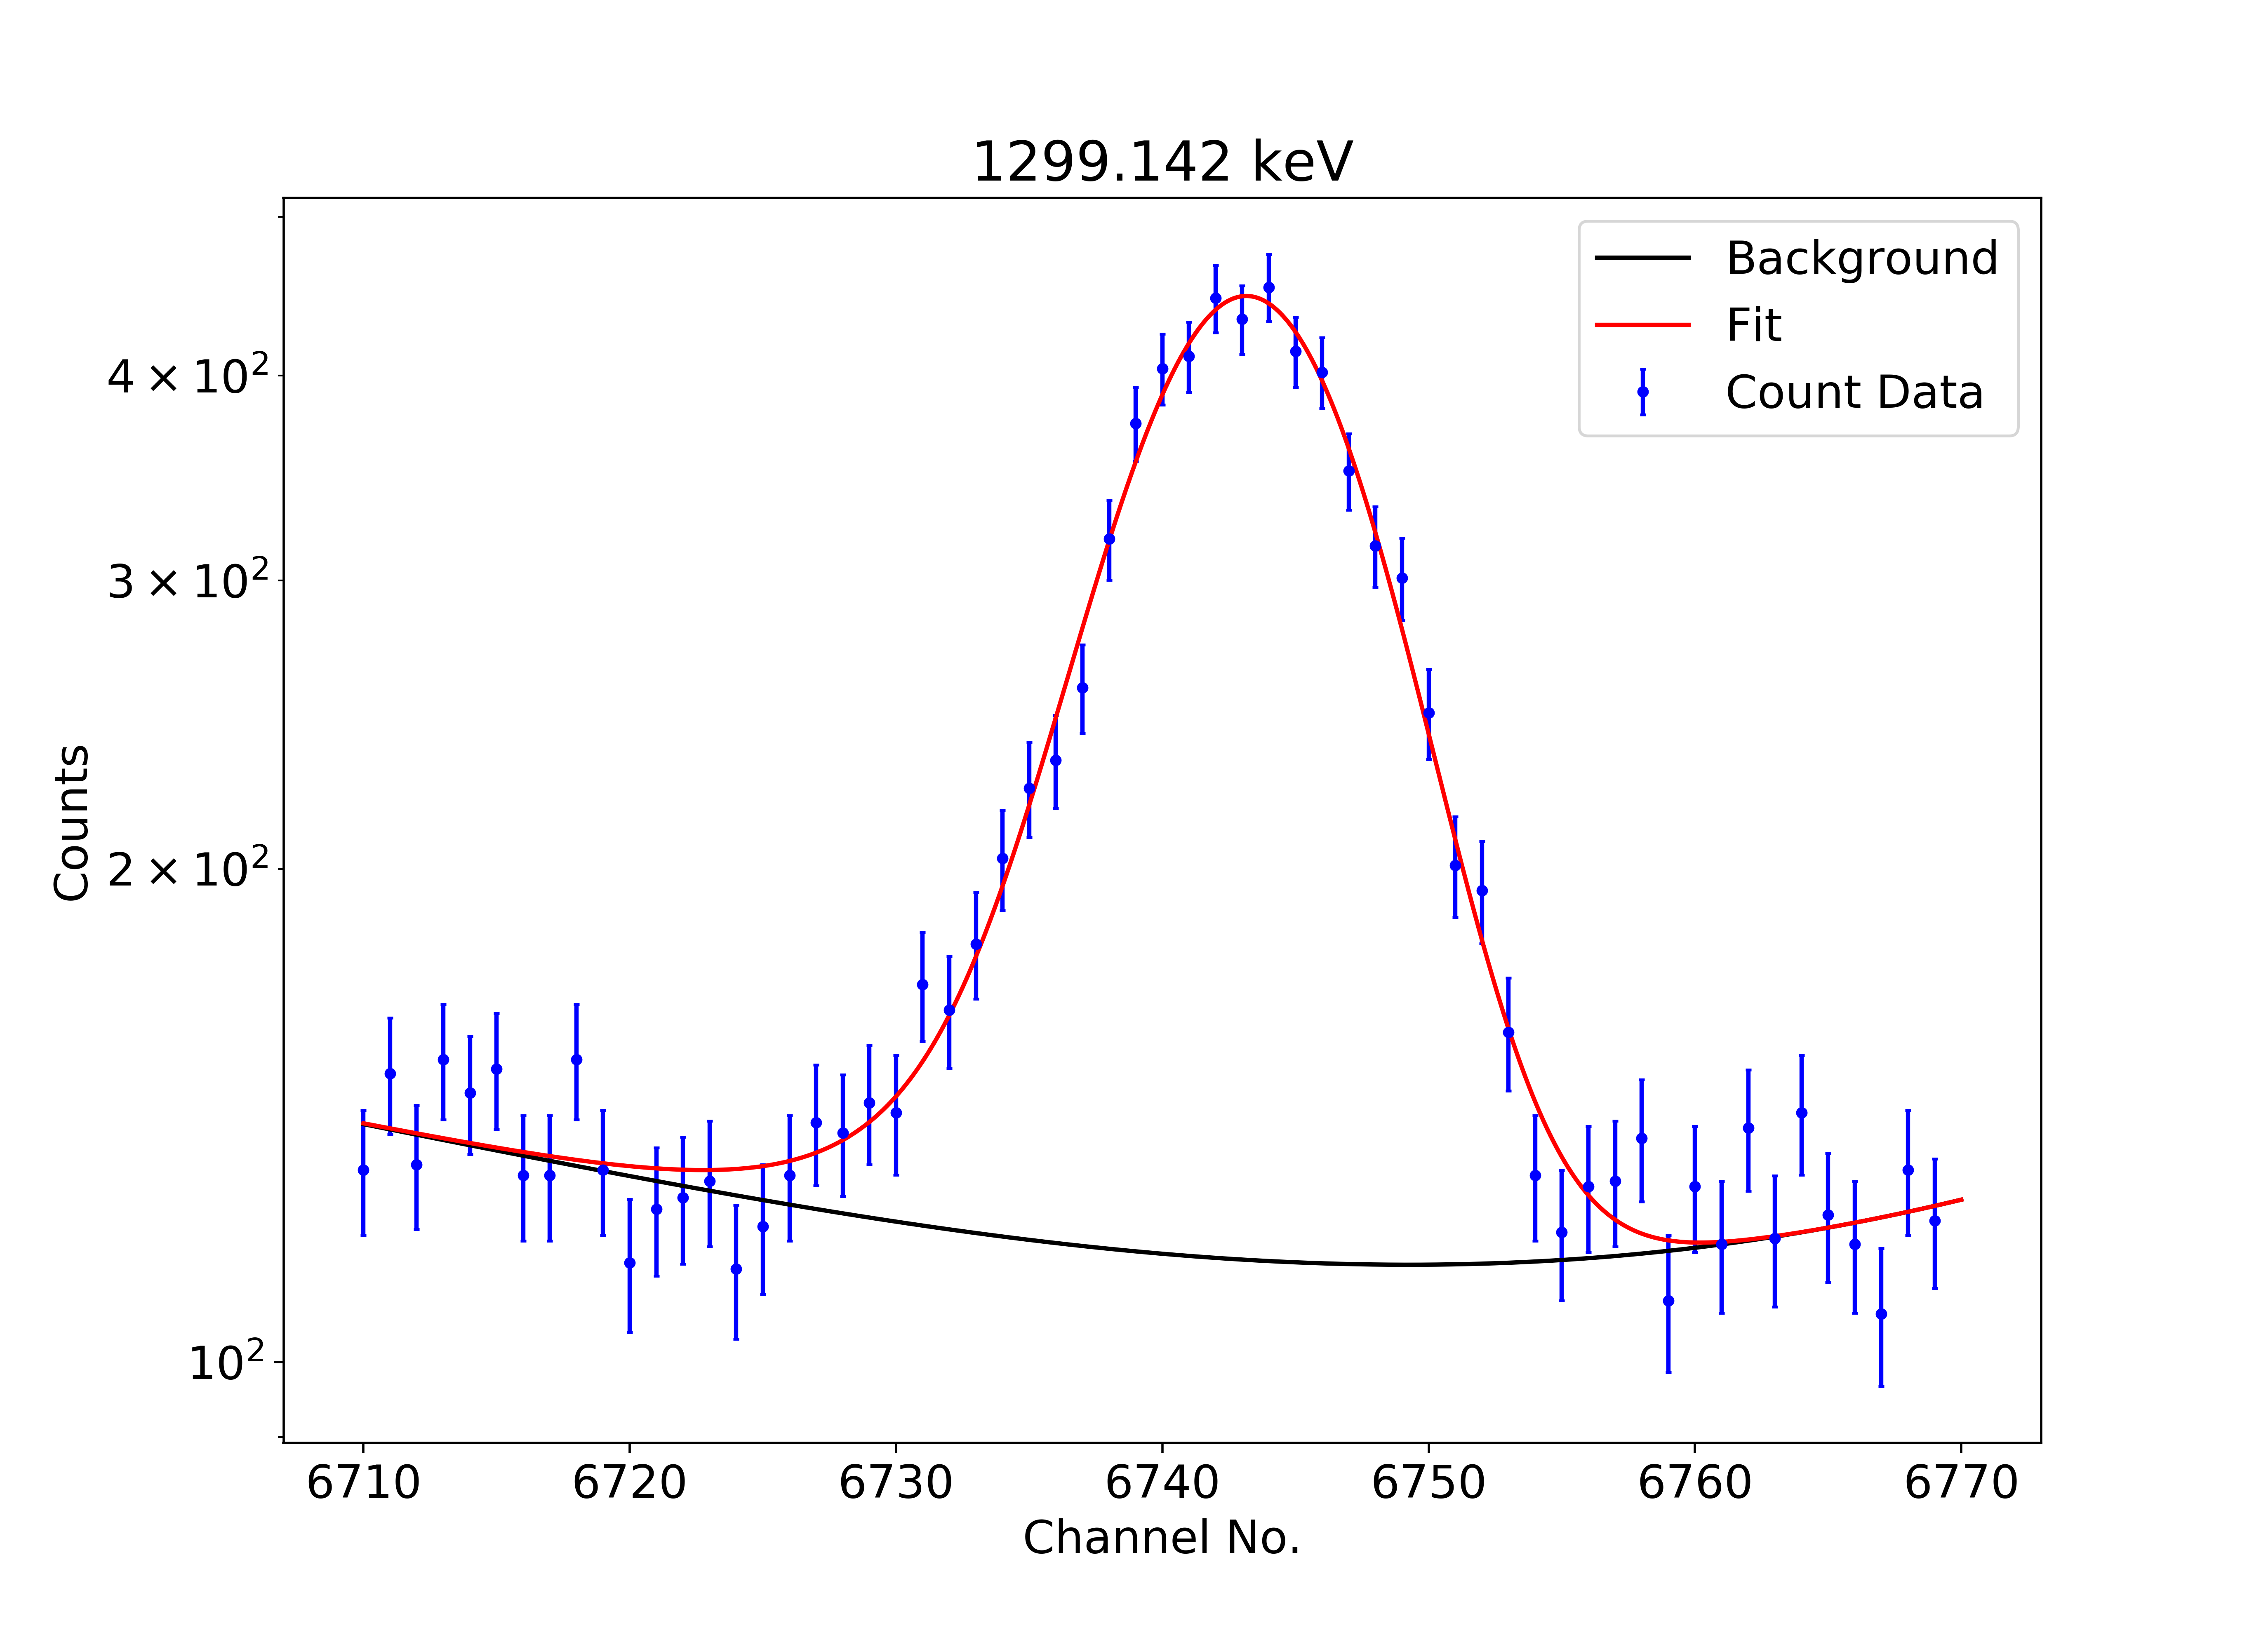 1299.142 keV
Background
Fit
Count Data
Counts
4 × 10²
3 × 10²
2 × 10²
10²
6710 6720 6730 6740 6750 6760 6770
Channel No.